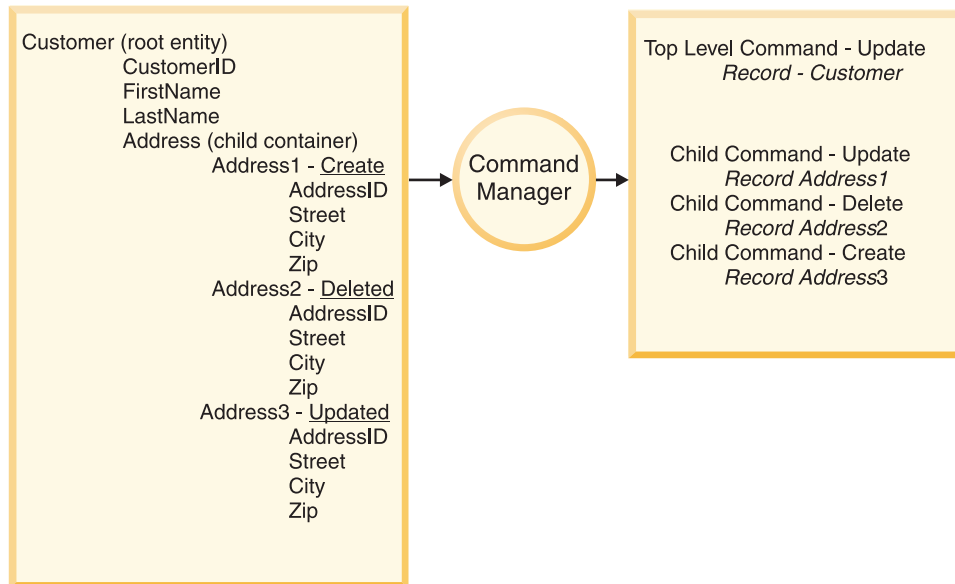 Customer (root entity)
CustomerID
FirstName
LastName
Address (child container)
Address1 - Create
AddressID
Street
City
Zip
Address2 - Deleted
AddressID
Street
City
Zip
Address3 - Updated
AddressID
Street
City
Zip
Command
Manager
Top Level Command - Update
Record - Customer
Child Command - Update
Record Address1
Child Command - Delete
Record Address2
Child Command - Create
Record Address3